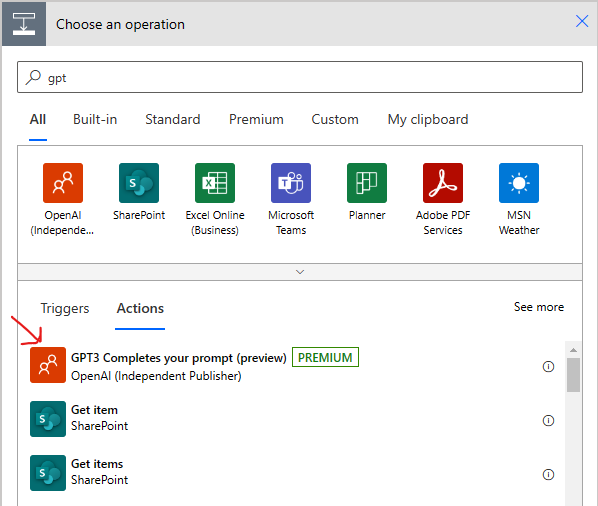 Choose an operation
gpt
All Built-in Standard Premium Custom My clipboard
OpenAI (Independe...
SharePoint
Excel Online (Business)
Microsoft Teams
Planner
Adobe PDF Services
MSN Weather
Triggers Actions See more
GPT3 Completes your prompt (preview) PREMIUM
OpenAI (Independent Publisher)
Get item
SharePoint
Get items
SharePoint